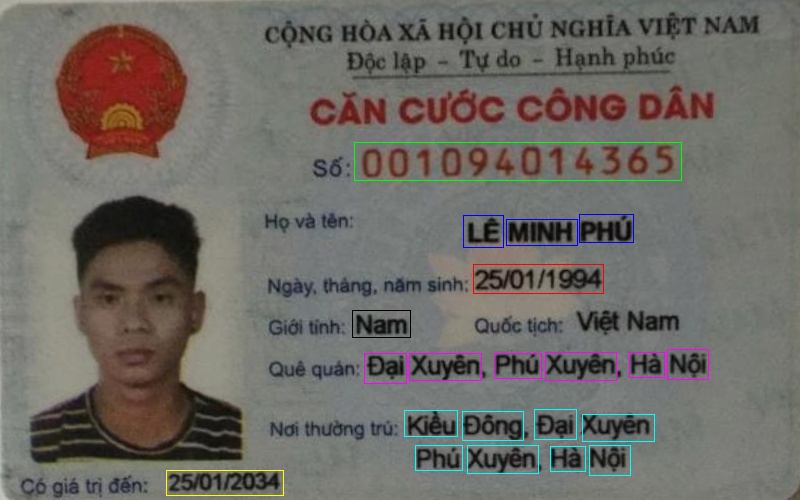 CỘNG HÒA XÃ HỘI CHỦ NGHĨA VIỆT NAM
Độc lập - Tự do - Hạnh phúc
CĂN CƯỚC CÔNG DÂN
Số: 001094014365
Họ và tên: LÊ MINH PHÚ
Ngày, tháng, năm sinh: 25/01/1994
Giới tính: Nam Quốc tịch: Việt Nam
Quê quán: Đại Xuyên, Phú Xuyên, Hà Nội
Nơi thường trú: Kiều Đông, Đại Xuyên
Phú Xuyên, Hà Nội
Có giá trị đến: 25/01/2034